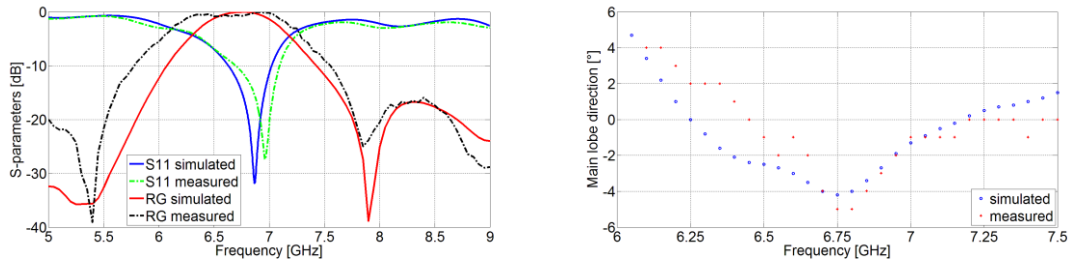 S-parameters [dB]
0
-10
-20
-30
-40
S11 simulated
S11 measured
RG simulated
RG measured
5 5.5 6 6.5 7 7.5 8 8.5 9
Frequency [GHz]
Main lobe direction [°]
6
4
2
0
-2
-4
-6
simulated
measured
6 6.25 6.5 6.75 7 7.25 7.5
Frequency [GHz]